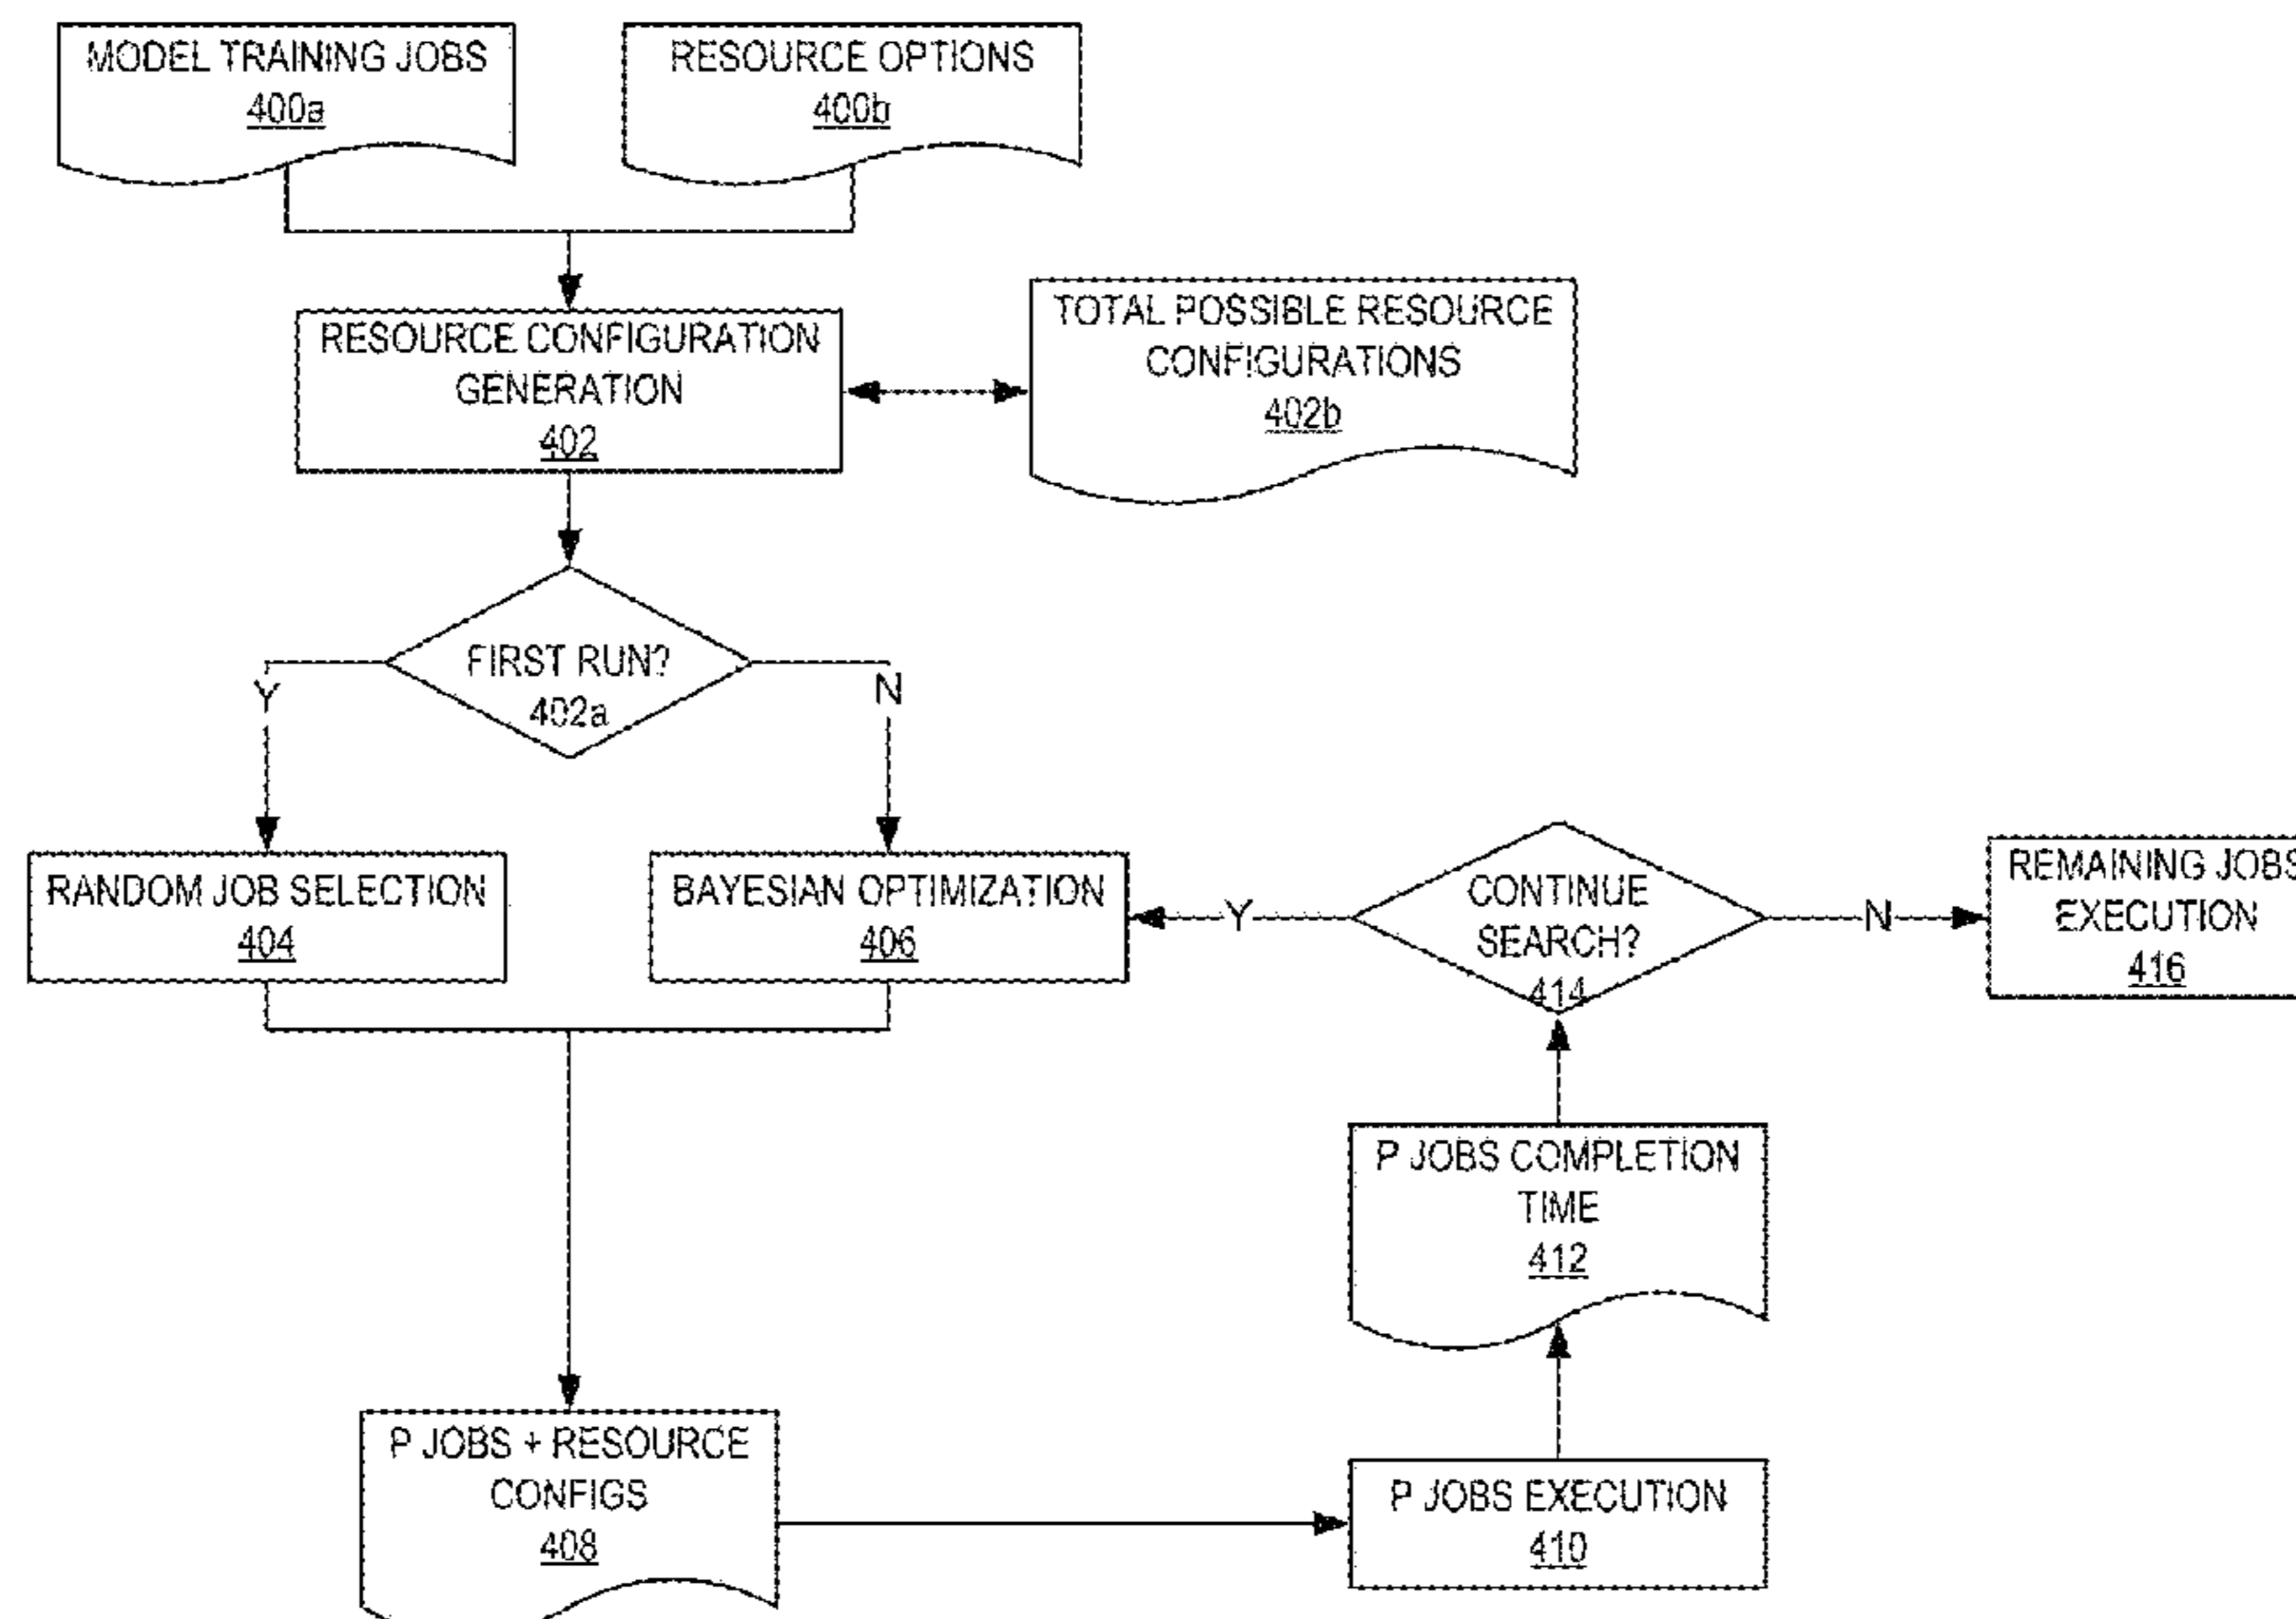 MODEL TRAINING JOBS
400a
RESOURCE OPTIONS
400b
RESOURCE CONFIGURATION
GENERATION
402
TOTAL POSSIBLE RESOURCE
CONFIGURATIONS
402b
FIRST RUN?
402a
Y
N
RANDOM JOB SELECTION
404
BAYESIAN OPTIMIZATION
406
Y
CONTINUE
SEARCH?
414
N
REMAINING JOBS
EXECUTION
416
P JOBS COMPLETION
TIME
412
P JOBS + RESOURCE
CONFIGS
408
P JOBS EXECUTION
410